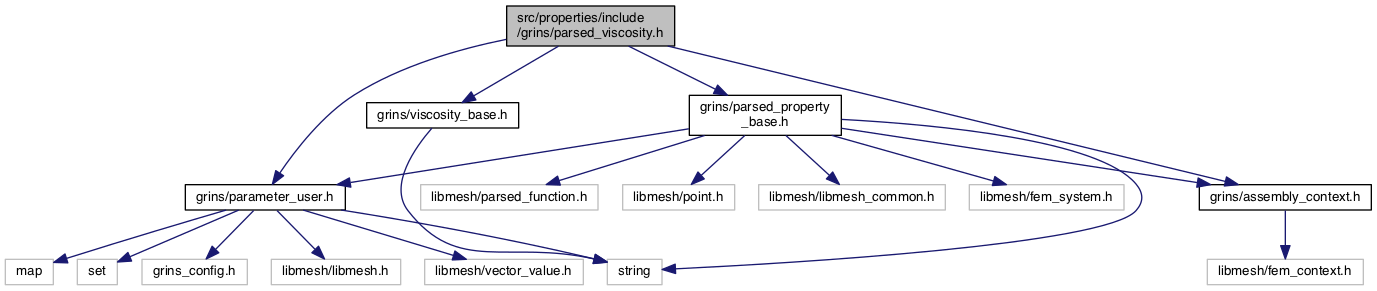 src/properties/include
/grins/parsed_viscosity.h
grins/viscosity_base.h
grins/parsed_property
_base.h
grins/parameter_user.h
libmesh/parsed_function.h
libmesh/point.h
libmesh/libmesh_common.h
libmesh/fem_system.h
grins/assembly_context.h
map
set
grins_config.h
libmesh/libmesh.h
libmesh/vector_value.h
string
libmesh/fem_context.h